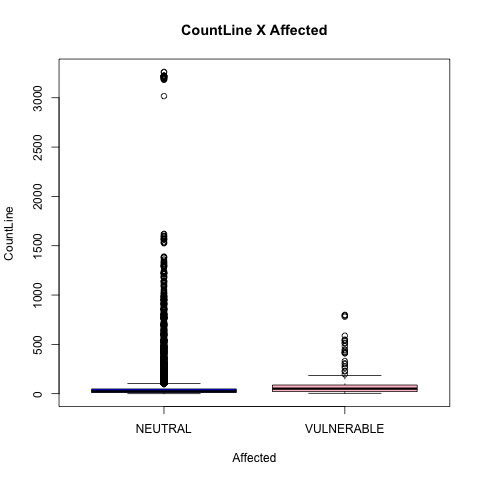 CountLine X Affected
CountLine
3000
2500
2000
1500
1000
500
0
NEUTRAL
VULNERABLE
Affected